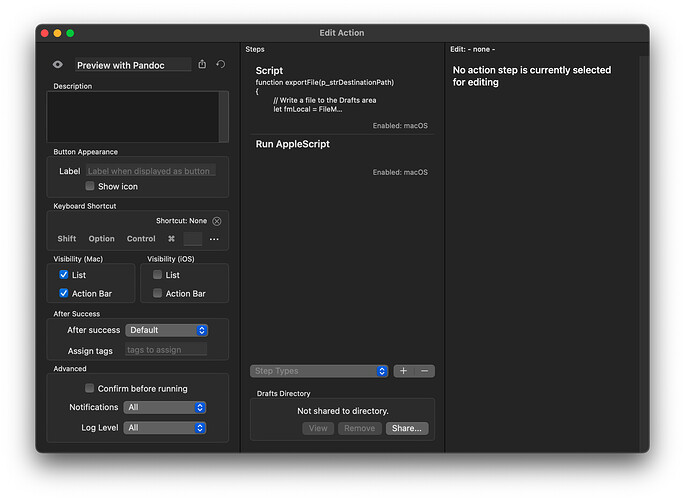 Edit Action
Preview with Pandoc
Description
Button Appearance
Label
Label when displayed as button
Show icon
Keyboard Shortcut
Shortcut: None
Shift Option Control ⌘ ...
Visibility (Mac)
List
Action Bar
Visibility (iOS)
List
Action Bar
After Success
After success Default
Assign tags tags to assign
Advanced
Confirm before running
Notifications All
Log Level All
Steps
Script
function exportFile(p_strDestinationPath)
{
// Write a file to the Drafts area
let fmLocal = FileM...
Enabled: macOS
Run AppleScript
Enabled: macOS
Step Types
+ −
Drafts Directory
Not shared to directory.
View Remove Share...
Edit: - none -
No action step is currently selected
for editing